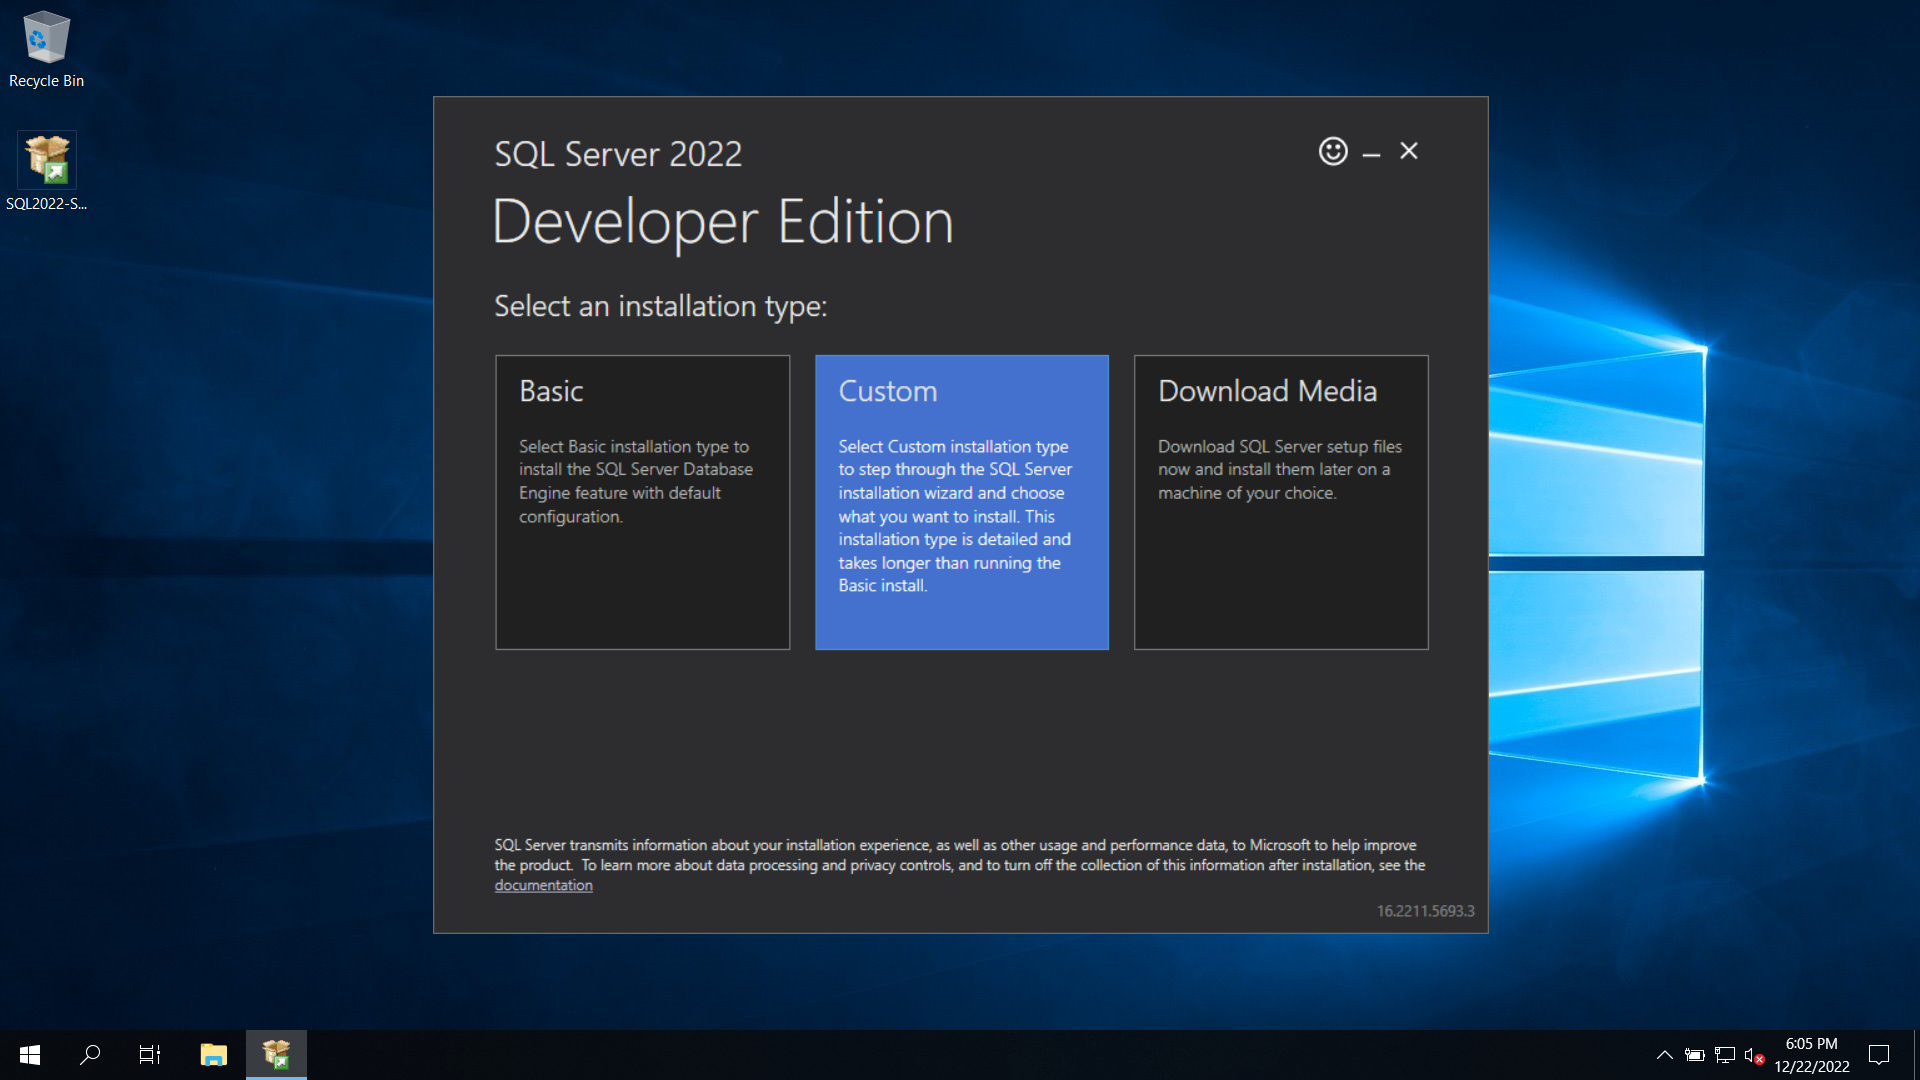 Recycle Bin
SQL2022-S...
SQL Server 2022
Developer Edition
Select an installation type:
Basic
Select Basic installation type to
install the SQL Server Database
Engine feature with default
configuration.
Custom
Select Custom installation type
to step through the SQL Server
installation wizard and choose
what you want to install. This
installation type is detailed and
takes longer than running the
Basic install.
Download Media
Download SQL Server setup files
now and install them later on a
machine of your choice.
SQL Server transmits information about your installation experience, as well as other usage and performance data, to Microsoft to help improve
the product.  To learn more about data processing and privacy controls, and to turn off the collection of this information after installation, see the
documentation
16.2211.5693.3
6:05 PM
12/22/2022